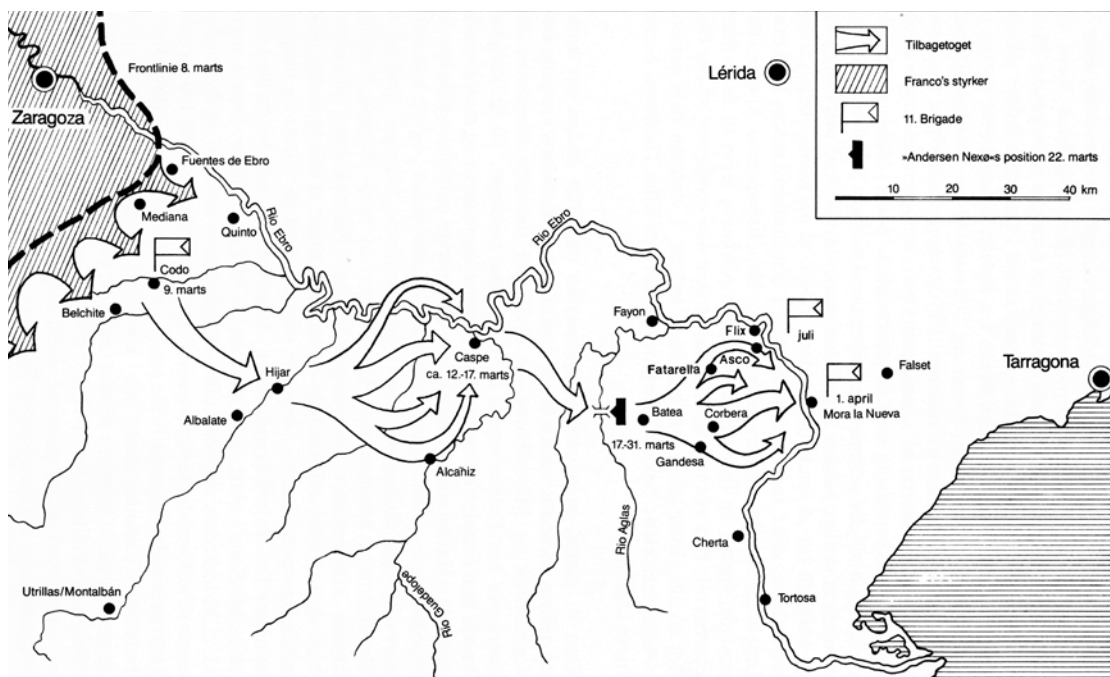 Frontlinie 8. marts
Zaragoza
Fuentes de Ebro
Mediana
Quinto
Rio Ebro
Codo
9. marts
Belchite
Hijar
Albalate
Utrillas/Montalbán
Caspe
ca. 12.-17. marts
Alcañiz
Rio Guadelope
Rio Ebro
Lérida
Fayon
Flix
Asco
Fatarella
Batea
Corbera
17.-31. marts
Gandesa
Rio Aglas
juli
Falset
1. april
Mora la Nueva
Tarragona
Cherta
Tortosa
Tilbagetoget
Franco's styrker
11. Brigade
»Andersen Nexø«s position 22. marts
10 20 30 40 km